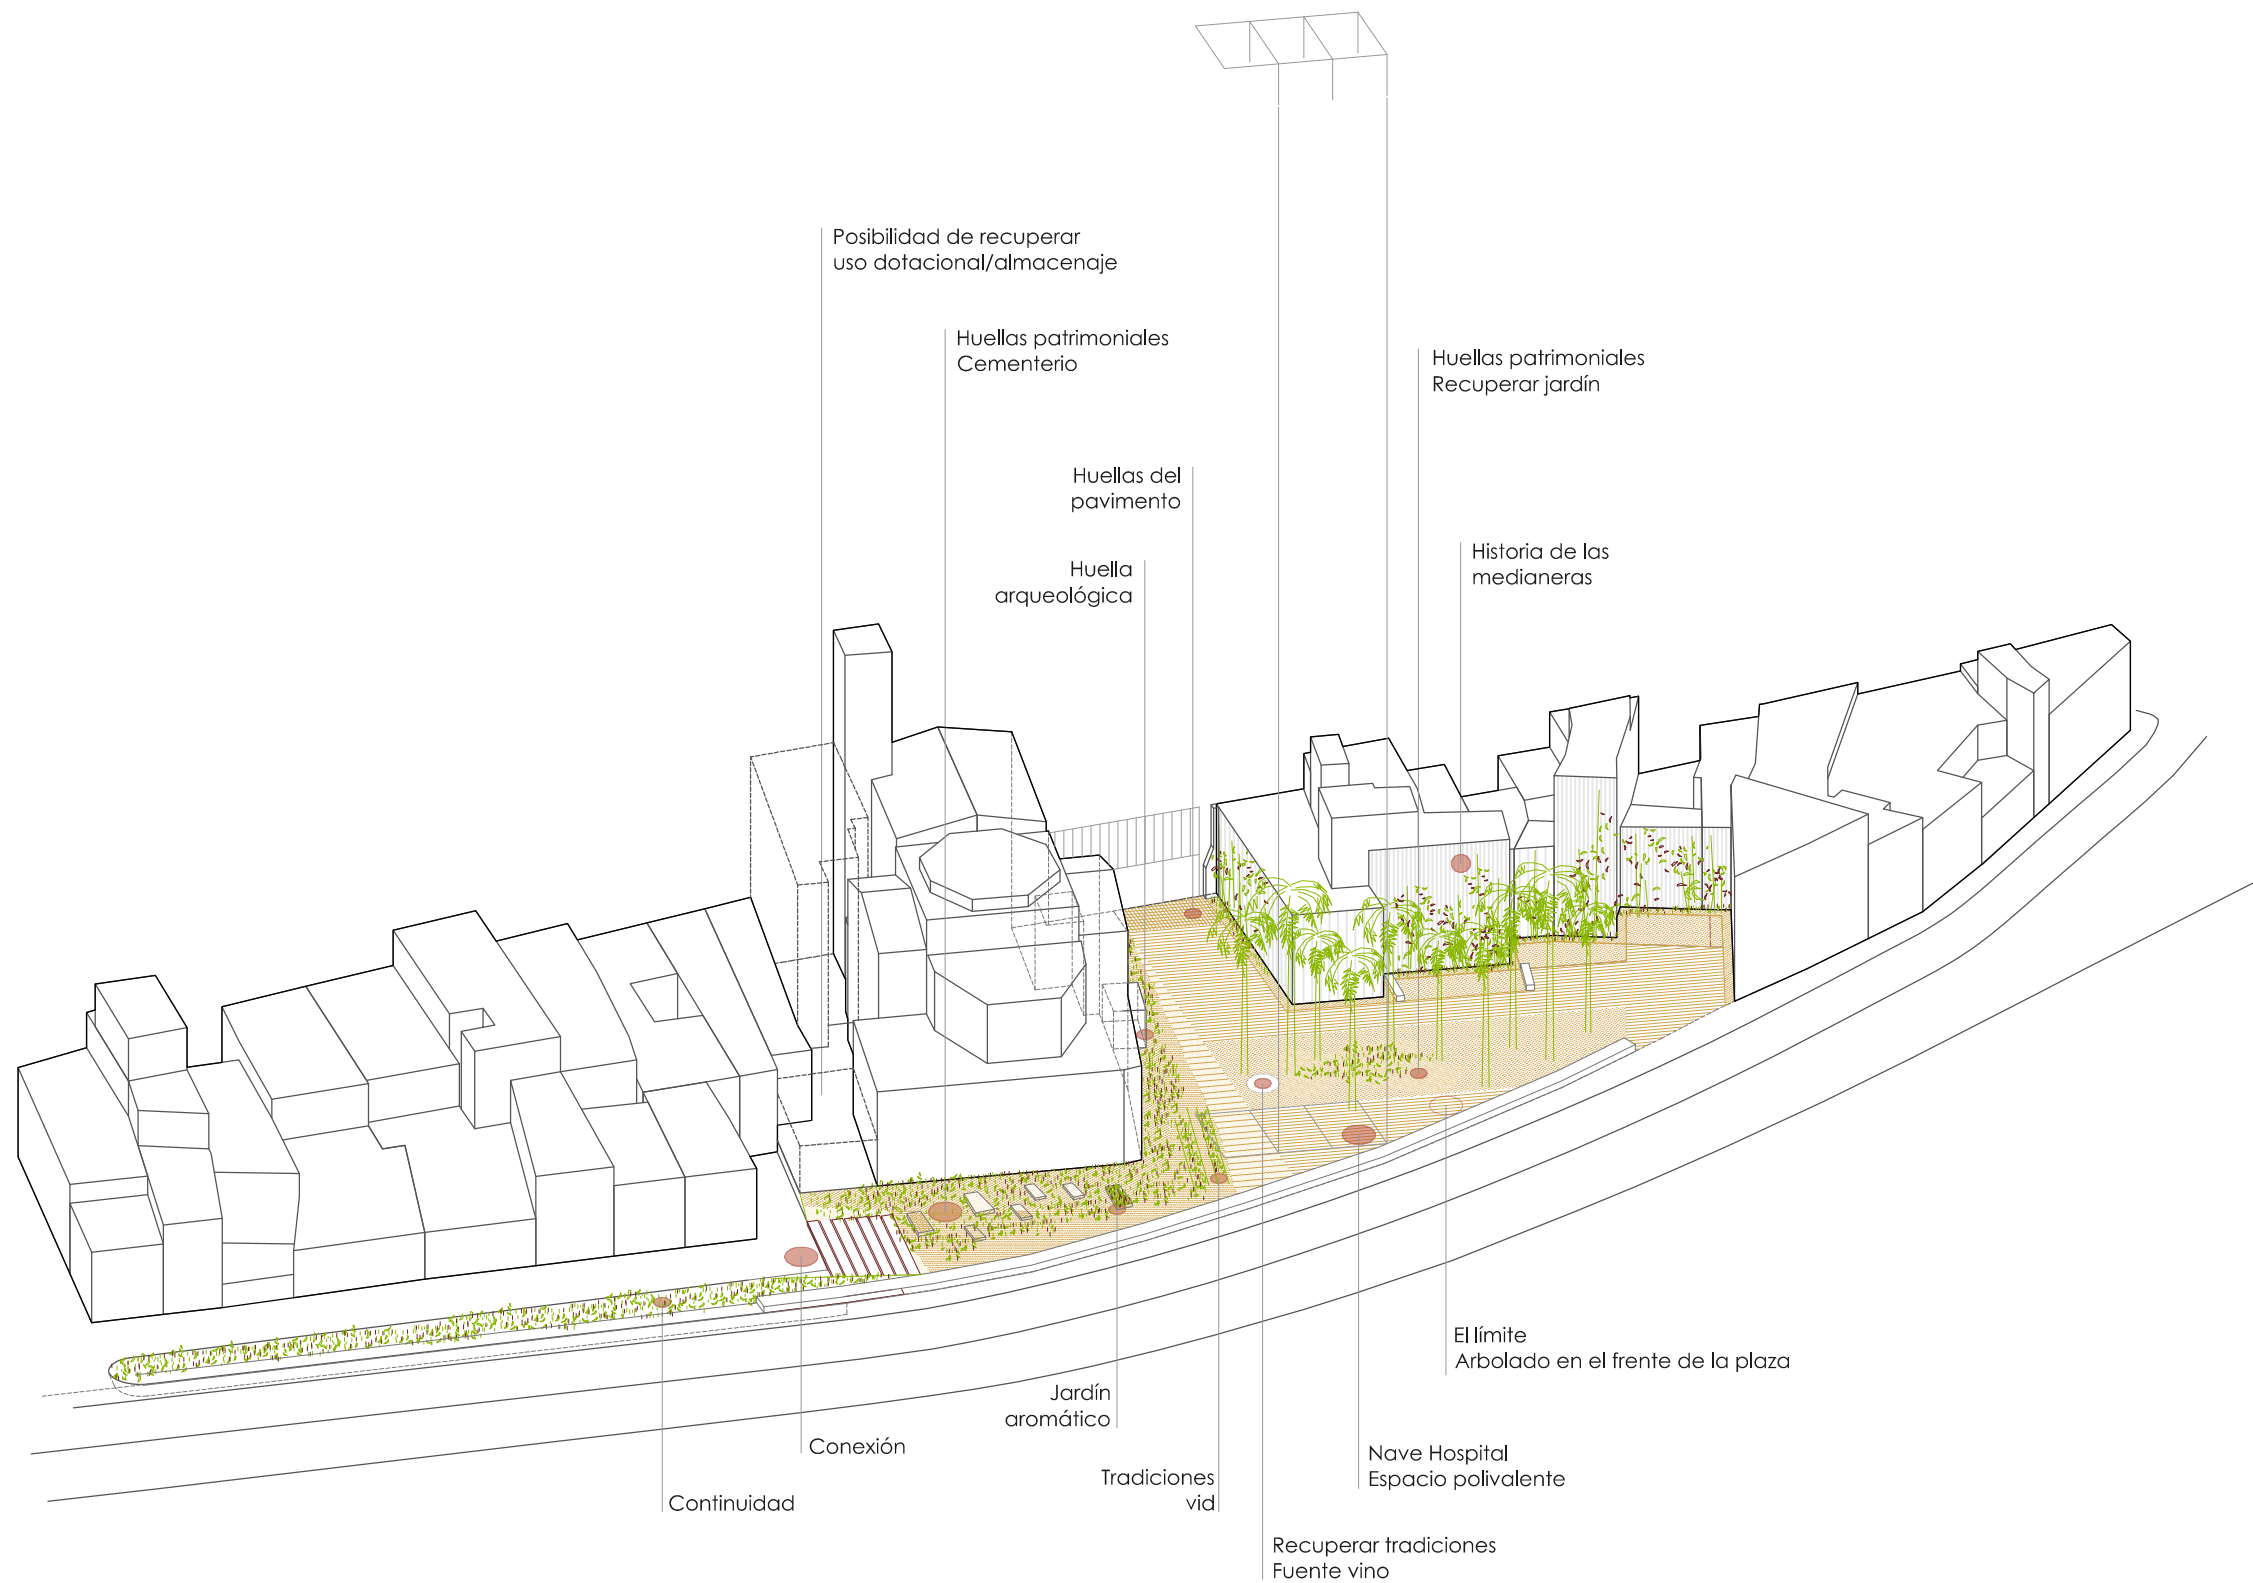 Posibilidad de recuperar
uso dotacional/almacenaje
Huellas patrimoniales
Cementerio
Huellas patrimoniales
Recuperar jardín
Huellas del
pavimento
Historia de las
medianeras
Huella
arqueológica
El límite
Arbolado en el frente de la plaza
Jardín
aromático
Conexión
Nave Hospital
Espacio polivalente
Tradiciones
vid
Continuidad
Recuperar tradiciones
Fuente vino